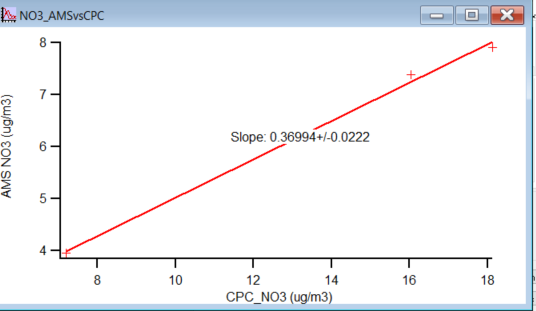 NO3_AMSvsCPC
8
7
6
5
4
AMS NO3 (ug/m3)
Slope: 0.36994+/-0.0222
8 10 12 14 16 18
CPC_NO3 (ug/m3)